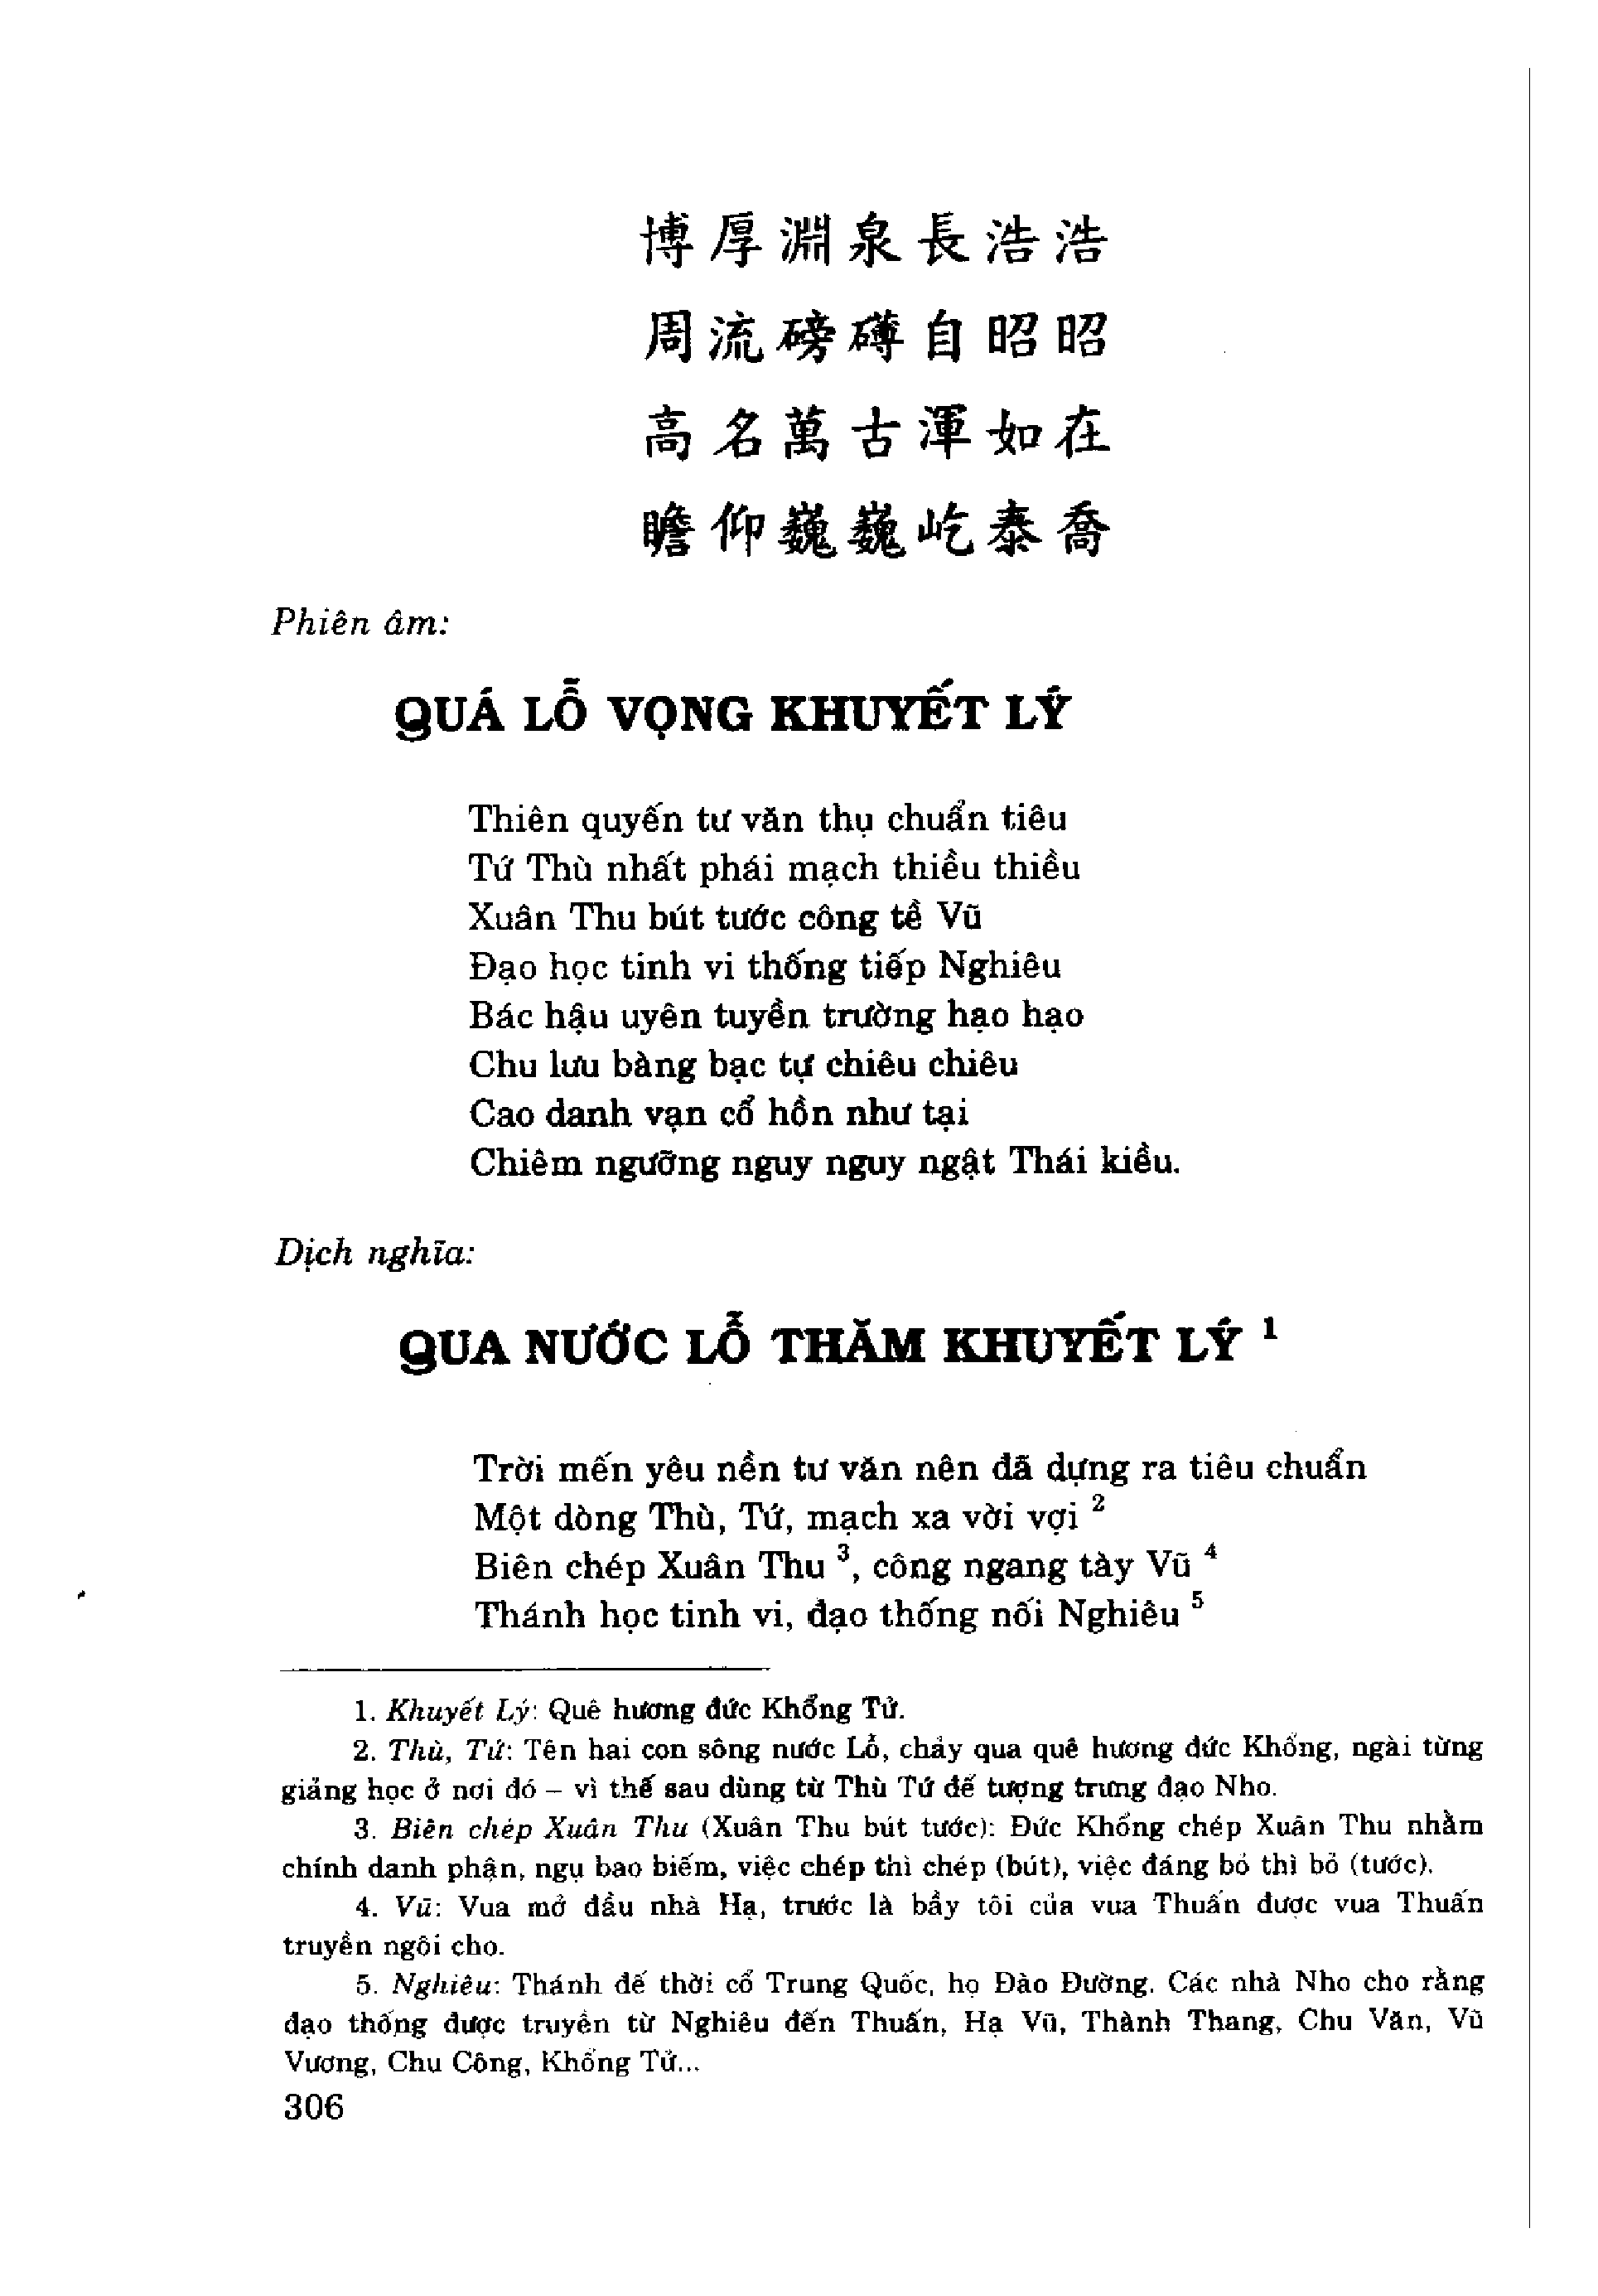 博厚淵泉長浩浩
周流磅礴自昭昭
高名萬古渾如在
瞻仰巍巍屹泰喬
Phiên âm:
QUÁ LỖ VỌNG KHUYẾT LÝ
Thiên quyến tư văn thụ chuẩn tiêu
Tứ Thù nhất phái mạch thiều thiều
Xuân Thu bút tước công tề Vũ
Đạo học tinh vi thống tiếp Nghiêu
Bác hậu uyên tuyền trường hạo hạo
Chu lưu bàng bạc tự chiêu chiêu
Cao danh vạn cổ hồn như tại
Chiêm ngưỡng nguy nguy ngật Thái kiều.
Dịch nghĩa:
QUA NƯỚC LỖ THĂM KHUYẾT LÝ 1
Trời mến yêu nền tư văn nên đã dựng ra tiêu chuẩn
Một dòng Thù, Tứ, mạch xa vời vợi 2
Biên chép Xuân Thu 3, công ngang tày Vũ 4
Thánh học tinh vi, đạo thống nối Nghiêu 5
1. Khuyết Lý: Quê hương đức Khổng Tử.
2. Thù, Tứ: Tên hai con sông nước Lỗ, chảy qua quê hương đức Khổng, ngài từng
giảng học ở nơi đó – vì thế sau dùng từ Thù Tứ để tượng trưng đạo Nho.
3. Biên chép Xuân Thu (Xuân Thu bút tước): Đức Khổng chép Xuân Thu nhằm
chính danh phận, ngụ bao biếm, việc chép thì chép (bút), việc đáng bỏ thì bỏ (tước).
4. Vũ: Vua mở đầu nhà Hạ, trước là bầy tôi của vua Thuấn được vua Thuấn
truyền ngôi cho.
5. Nghiêu: Thánh đế thời cổ Trung Quốc, họ Đào Đường. Các nhà Nho cho rằng
đạo thống được truyền từ Nghiêu đến Thuấn, Hạ Vũ, Thành Thang, Chu Văn, Vũ
Vương, Chu Công, Khổng Tử...
306